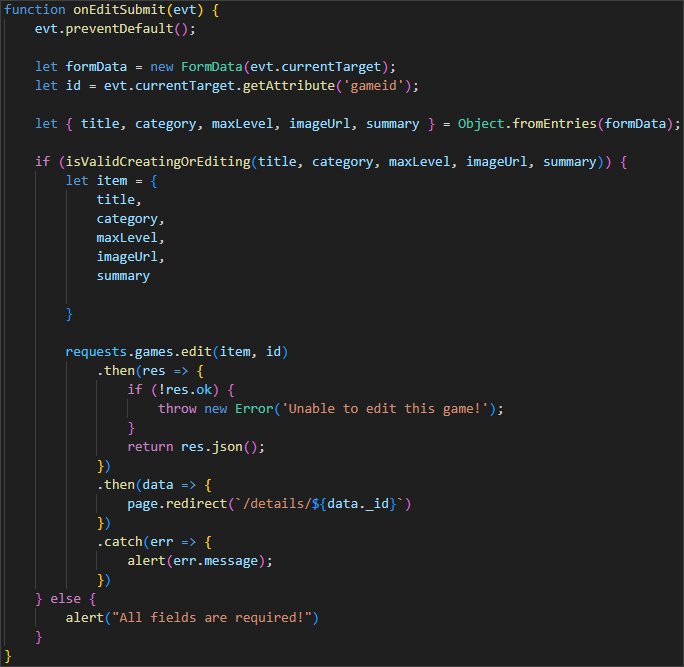 function onEditSubmit(evt) {
    evt.preventDefault();

    let formData = new FormData(evt.currentTarget);
    let id = evt.currentTarget.getAttribute('gameid');

    let { title, category, maxLevel, imageUrl, summary } = Object.fromEntries(formData);

    if (isValidCreatingOrEditing(title, category, maxLevel, imageUrl, summary)) {
        let item = {
            title,
            category,
            maxLevel,
            imageUrl,
            summary

        }

        requests.games.edit(item, id)
            .then(res => {
                if (!res.ok) {
                    throw new Error('Unable to edit this game!');
                }
                return res.json();
            })
            .then(data => {
                page.redirect(`/details/${data._id}`)
            })
            .catch(err => {
                alert(err.message);
            })
    } else {
        alert("All fields are required!")
    }
}